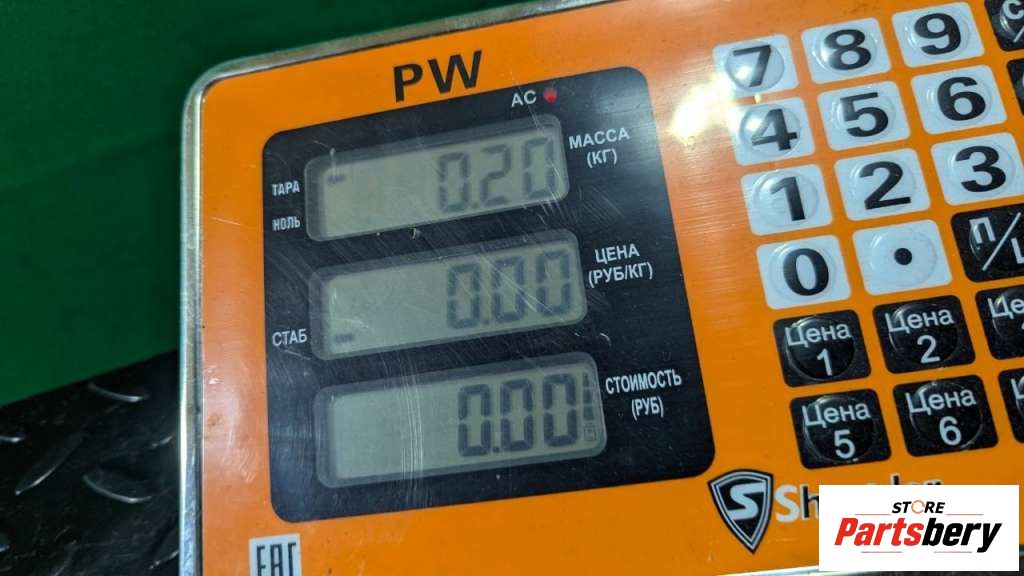 PW
AC
ТАРА
НОЛЬ
0.20
МАССА
(КГ)
0.00
ЦЕНА
(РУБ/КГ)
СТАБ
0.00
СТОИМОСТЬ
(РУБ)
7 8 9
4 5 6
1 2 3
0 .
Цена
1
Цена
2
Цена
5
Цена
6
S
EAC
STORE
Partsbery